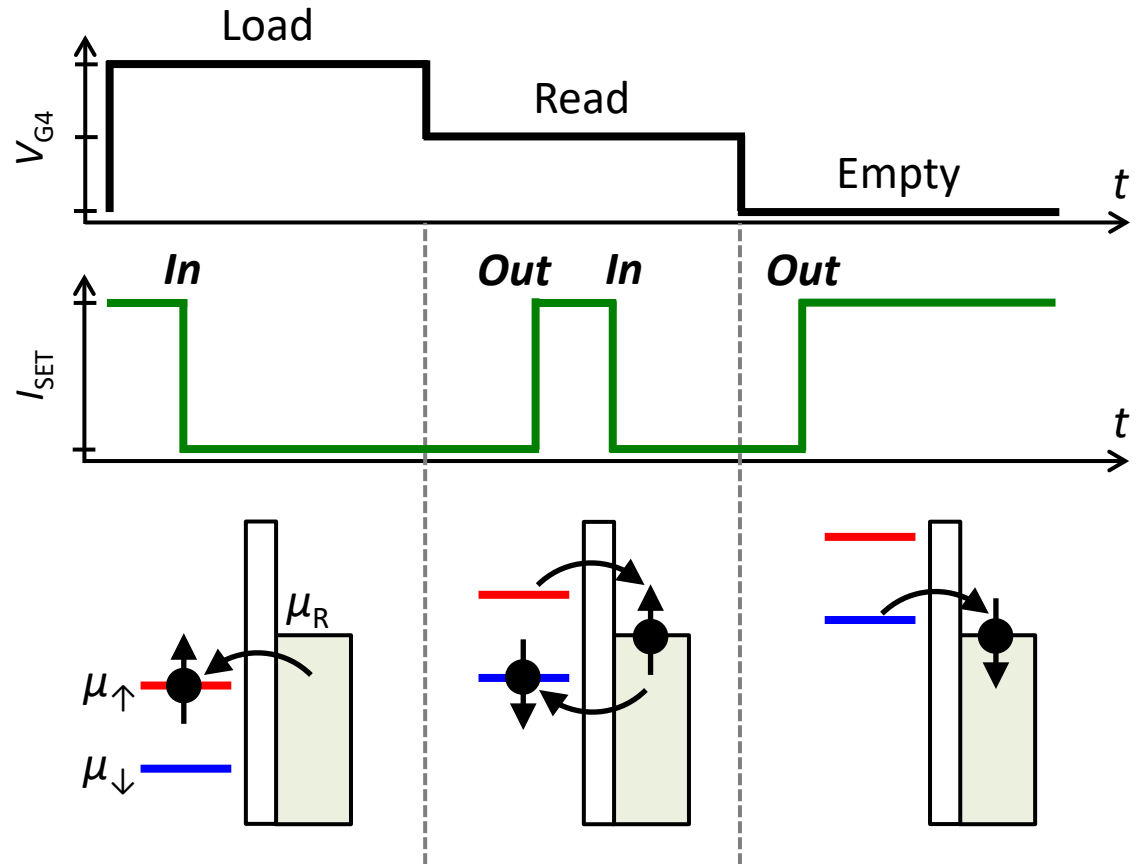 Load
V_G4
Read
Empty
t
In
Out
In
Out
I_SET
t
μ_R
μ_↑
μ_↓